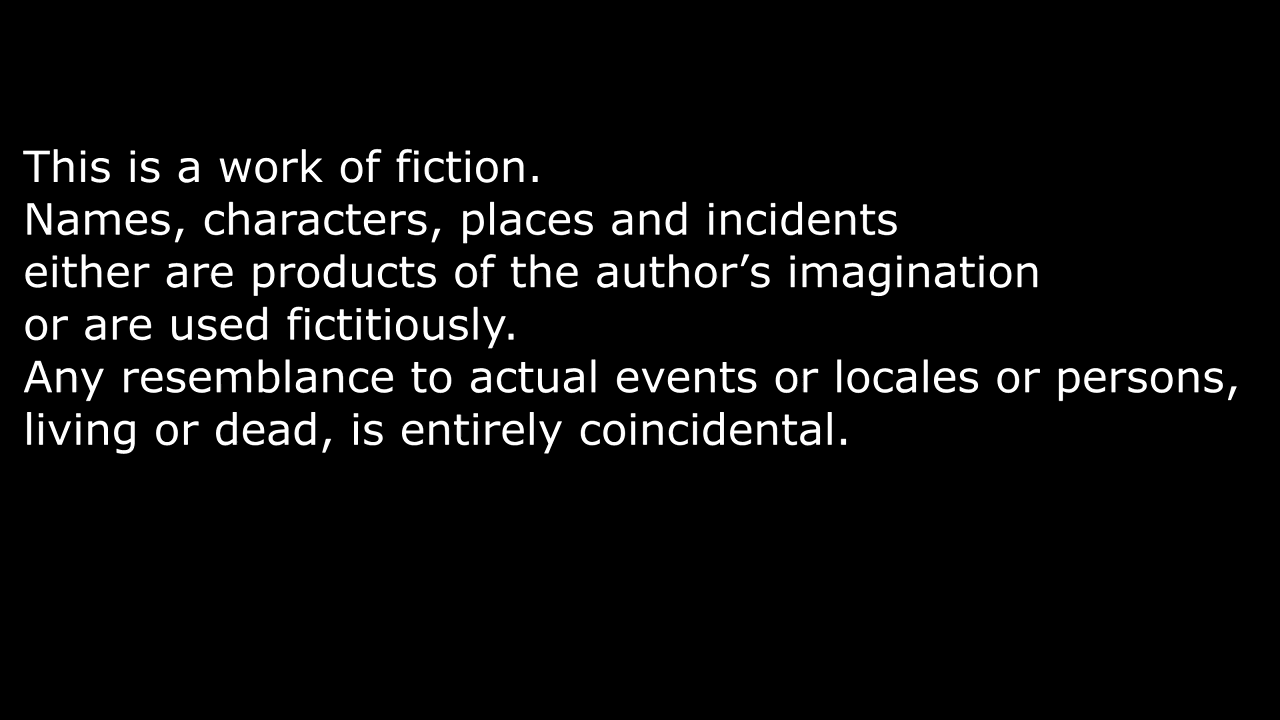 This is a work of fiction.
Names, characters, places and incidents
either are products of the author’s imagination
or are used fictitiously.
Any resemblance to actual events or locales or persons,
living or dead, is entirely coincidental.